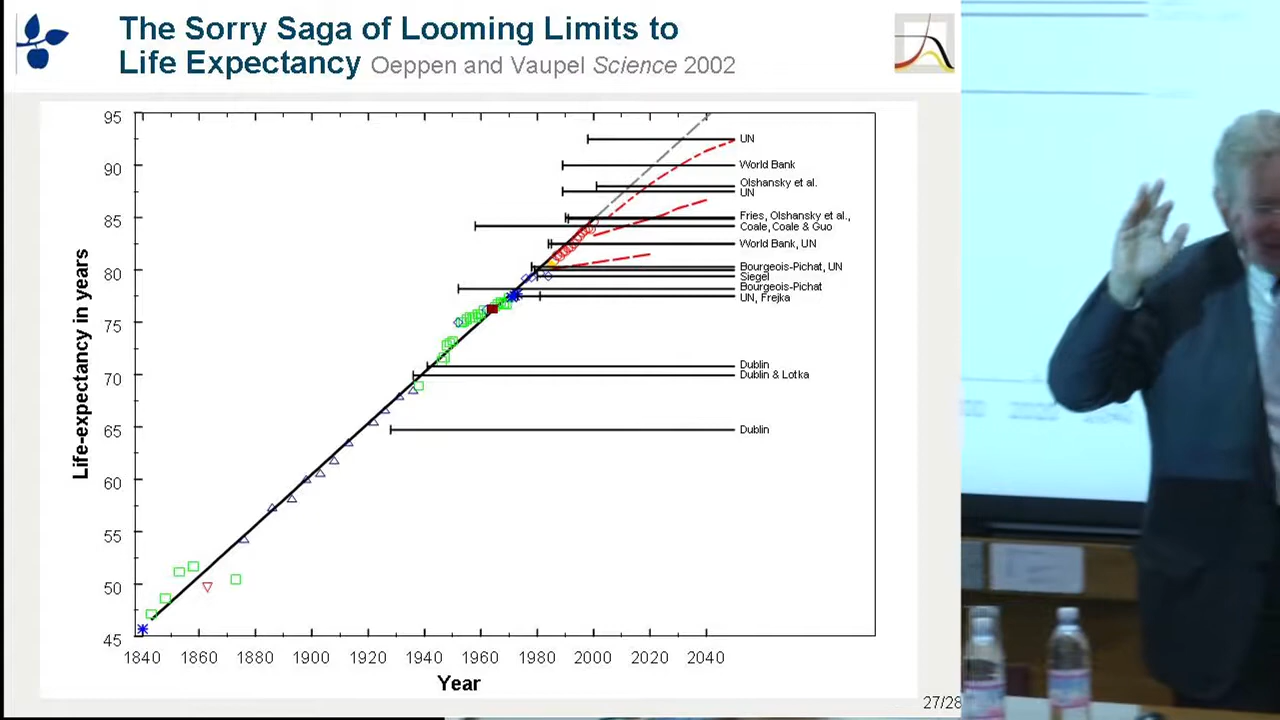 The Sorry Saga of Looming Limits to
Life Expectancy Oeppen and Vaupel Science 2002
95
90
85
80
75
70
65
60
55
50
45
Life-expectancy in years
UN
World Bank
Olshansky et al.
UN
Fries, Olshansky et al.,
Coale, Coale & Guo
World Bank, UN
Bourgeois-Pichat, UN
Siegel
Bourgeois-Pichat
UN, Frejka
Dublin
Dublin & Lotka
Dublin
1840 1860 1880 1900 1920 1940 1960 1980 2000 2020 2040
Year
27/28